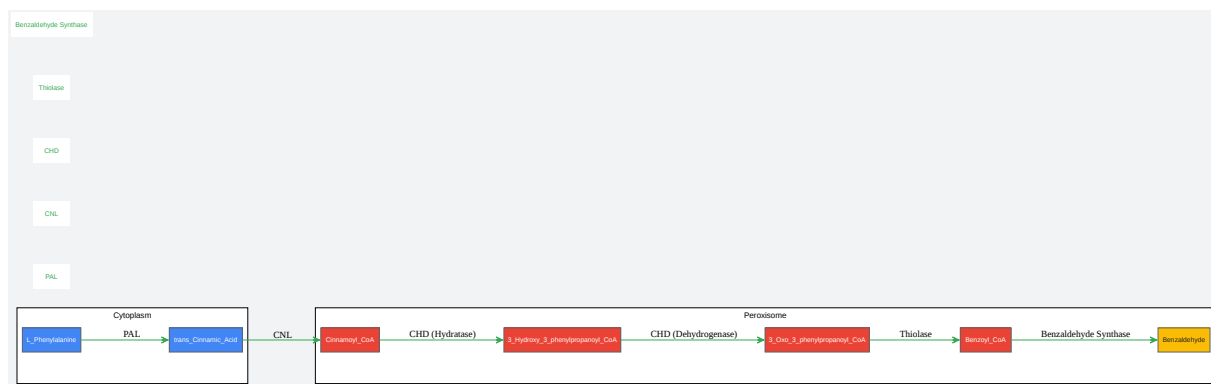 Benzaldehyde Synthase
Thiolase
CHD
CNL
PAL
Cytoplasm
Peroxisome
L_Phenylalanine
PAL
trans_Cinnamic_Acid
CNL
Cinnamoyl_CoA
CHD (Hydratase)
3_Hydroxy_3_phenylpropanoyl_CoA
CHD (Dehydrogenase)
3_Oxo_3_phenylpropanoyl_CoA
Thiolase
Benzoyl_CoA
Benzaldehyde Synthase
Benzaldehyde